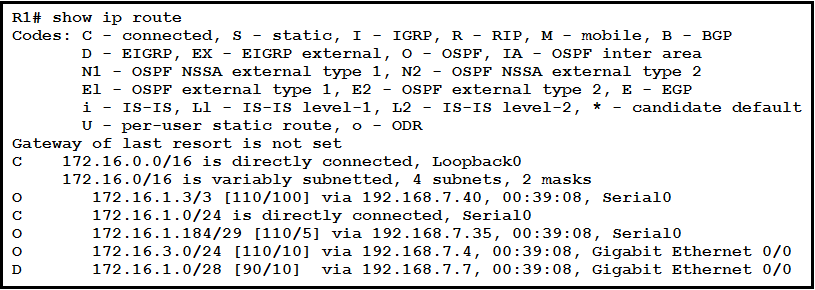 R1# show ip route
Codes: C - connected, S - static, I - IGRP, R - RIP, M - mobile, B - BGP
D - EIGRP, EX - EIGRP external, O - OSPF, IA - OSPF inter area
N1 - OSPF NSSA external type 1, N2 - OSPF NSSA external type 2
E1 - OSPF external type 1, E2 - OSPF external type 2, E - EGP
i - IS-IS, L1 - IS-IS level-1, L2 - IS-IS level-2, * - candidate default
U - per-user static route, o - ODR
Gateway of last resort is not set
C 172.16.0.0/16 is directly connected, Loopback0
172.16.0/16 is variably subnetted, 4 subnets, 2 masks
O 172.16.1.3/3 [110/100] via 192.168.7.40, 00:39:08, Serial0
C 172.16.1.0/24 is directly connected, Serial0
O 172.16.1.184/29 [110/5] via 192.168.7.35, 00:39:08, Serial0
O 172.16.3.0/24 [110/10] via 192.168.7.4, 00:39:08, Gigabit Ethernet 0/0
D 172.16.1.0/28 [90/10] via 192.168.7.7, 00:39:08, Gigabit Ethernet 0/0